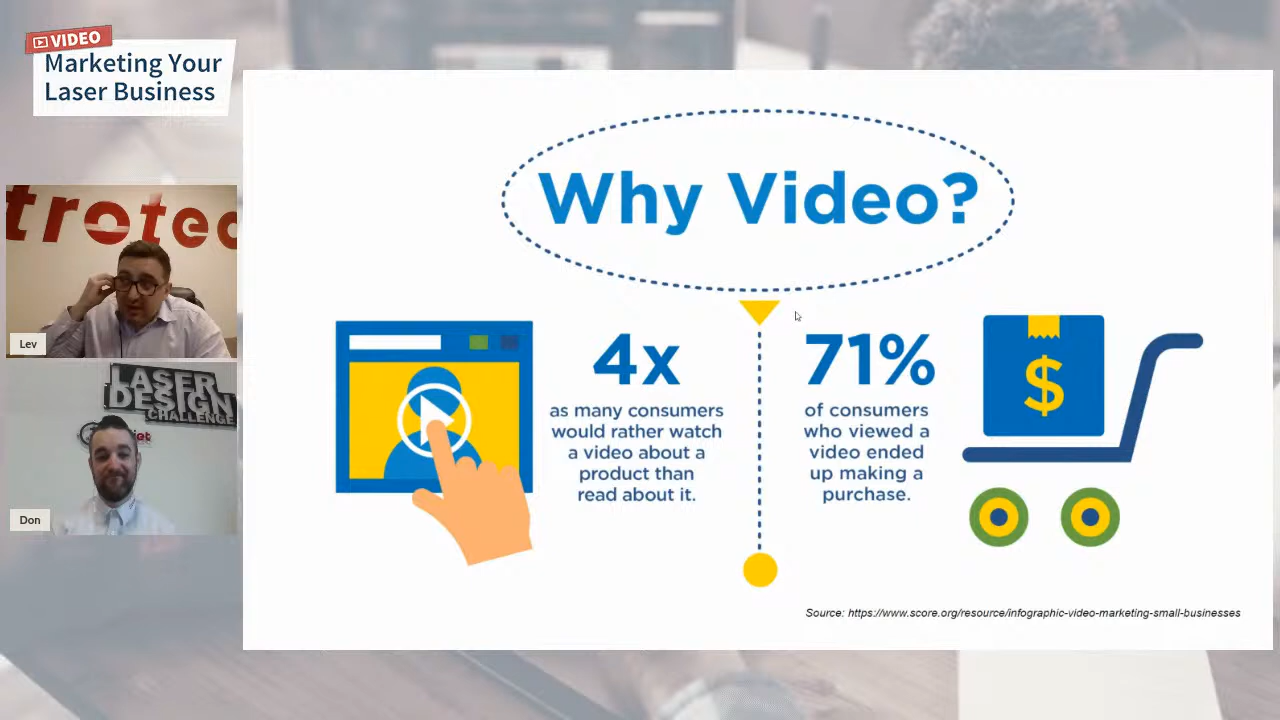 VIDEO
Marketing Your
Laser Business
trotec
Lev
LASER
DESIGN
CHALLENGE
Don
Why Video?
4x
as many consumers
would rather watch
a video about a
product than
read about it.
71%
of consumers
who viewed a
video ended
up making a
purchase.
$
Source: https://www.score.org/resource/infographic-video-marketing-small-businesses